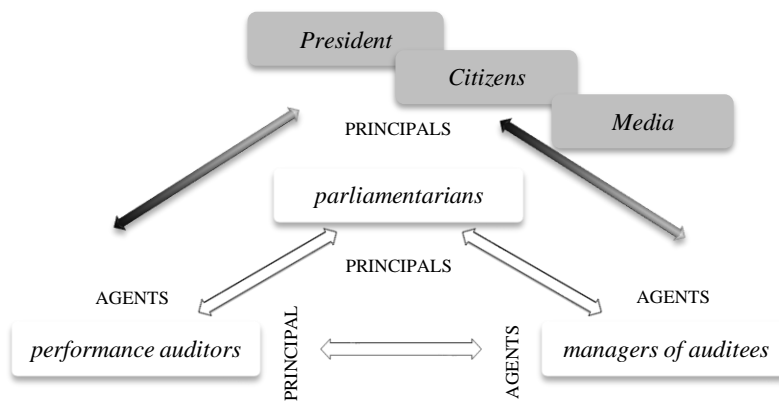 President
Citizens
Media
PRINCIPALS
parliamentarians
PRINCIPALS
AGENTS
AGENTS
performance auditors
PRINCIPAL
AGENTS
managers of auditees